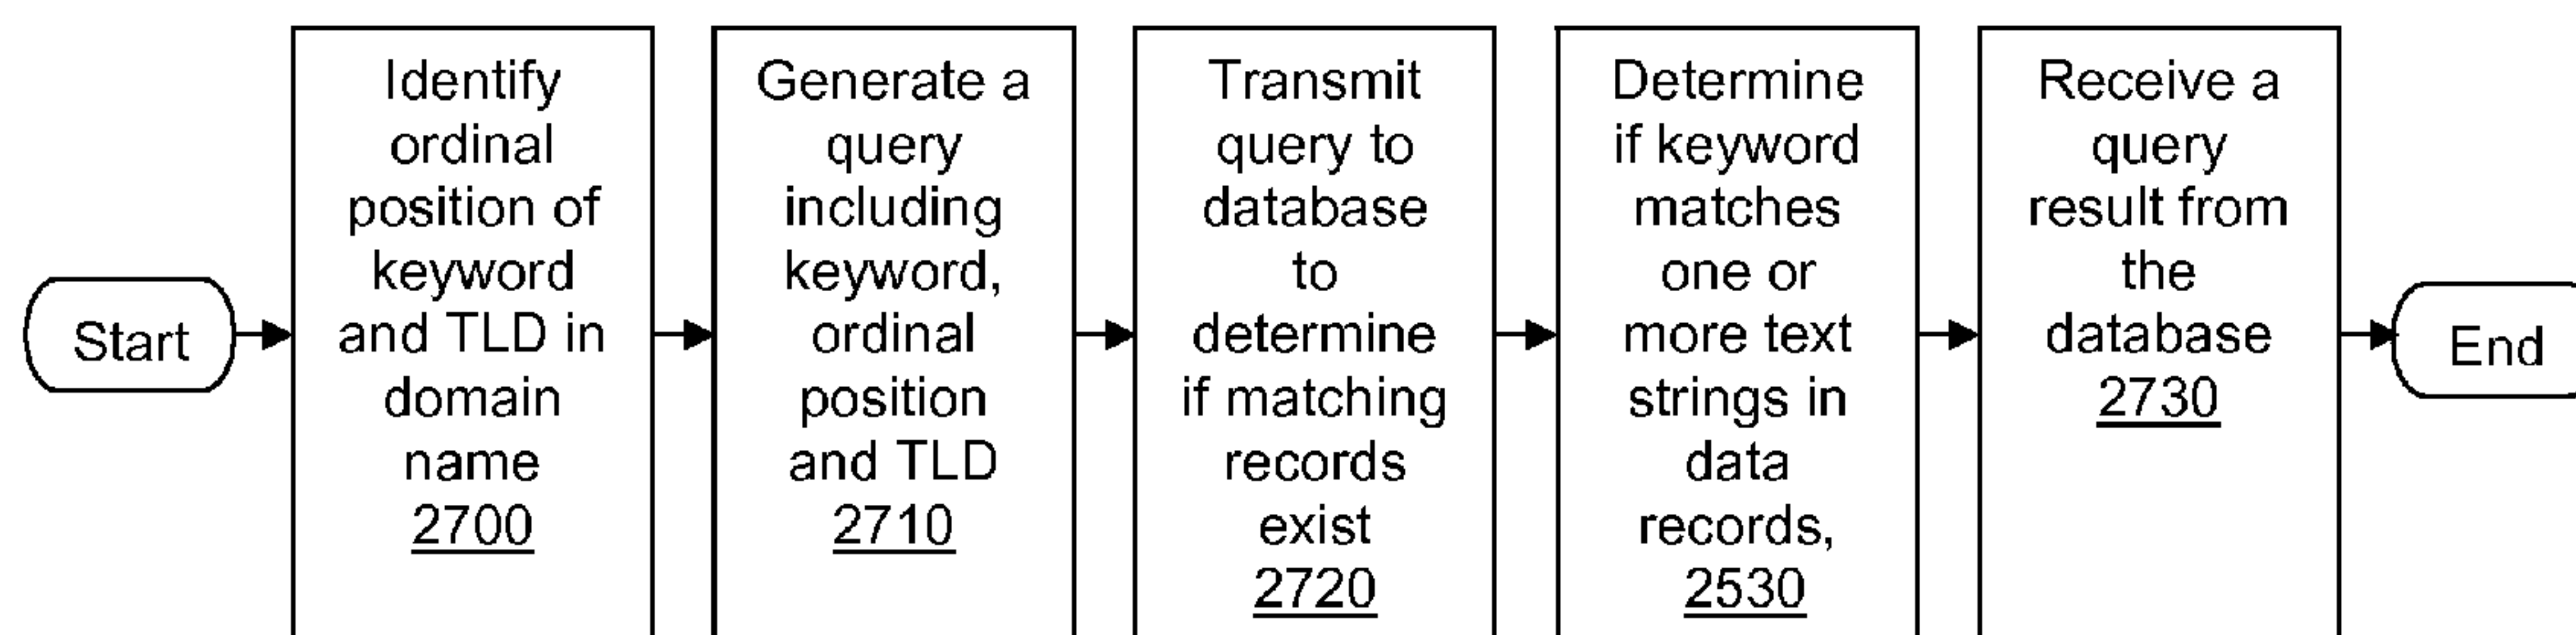 Start
Identify
ordinal
position of
keyword
and TLD in
domain
name
2700
Generate a
query
including
keyword,
ordinal
position
and TLD
2710
Transmit
query to
database
to
determine
if matching
records
exist
2720
Determine
if keyword
matches
one or
more text
strings in
data
records,
2530
Receive a
query
result from
the
database
2730
End